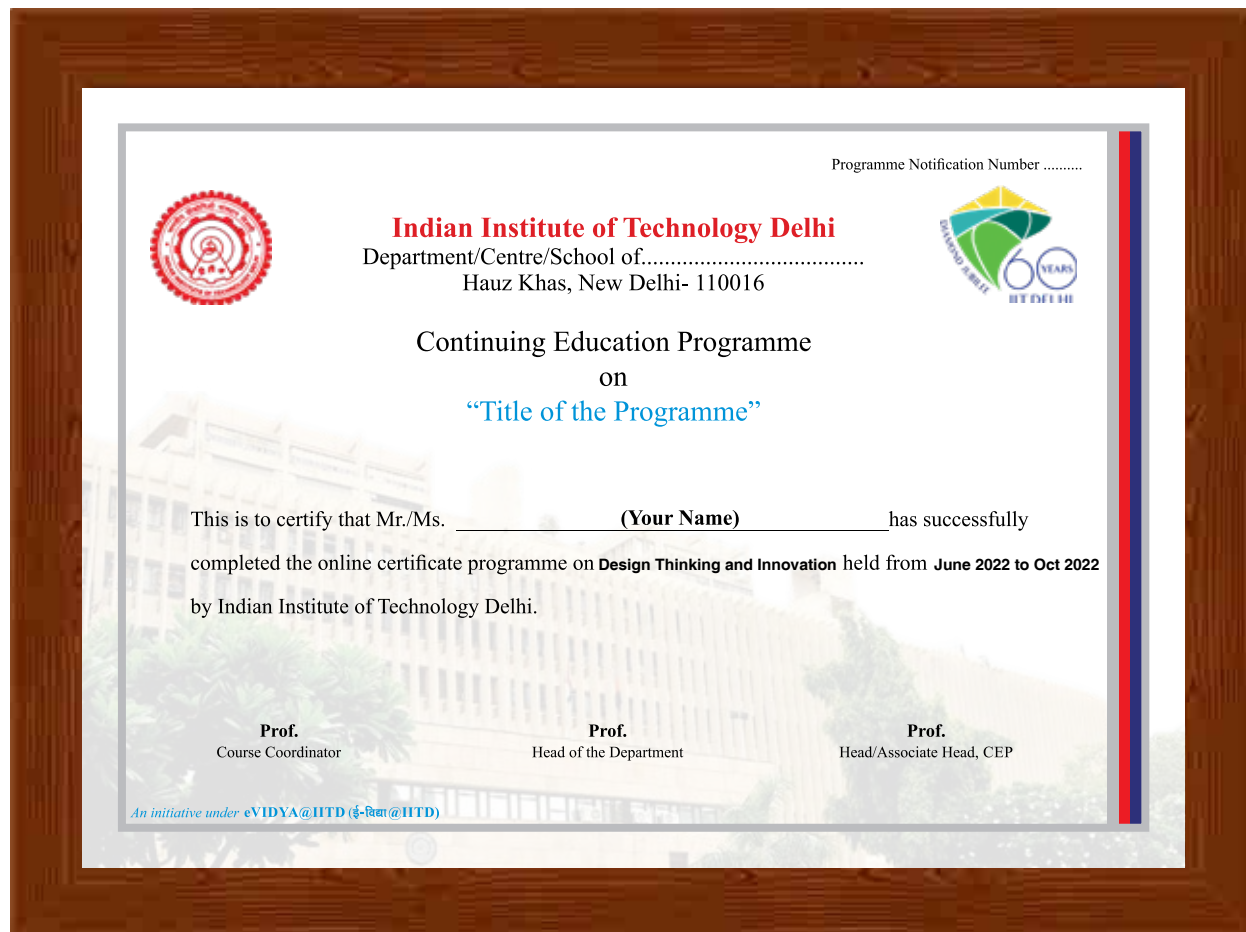 Programme Notification Number ..........
Indian Institute of Technology Delhi
Department/Centre/School of......................................
Hauz Khas, New Delhi- 110016
DIAMOND JUBILEE
60 YEARS
IIT DELHI
Continuing Education Programme
on
“Title of the Programme”
This is to certify that Mr./Ms. (Your Name) has successfully
completed the online certificate programme on Design Thinking and Innovation held from June 2022 to Oct 2022
by Indian Institute of Technology Delhi.
Prof. Prof. Prof.
Course Coordinator Head of the Department Head/Associate Head, CEP
An initiative under eVIDYA@IITD (ई-विद्या@IITD)